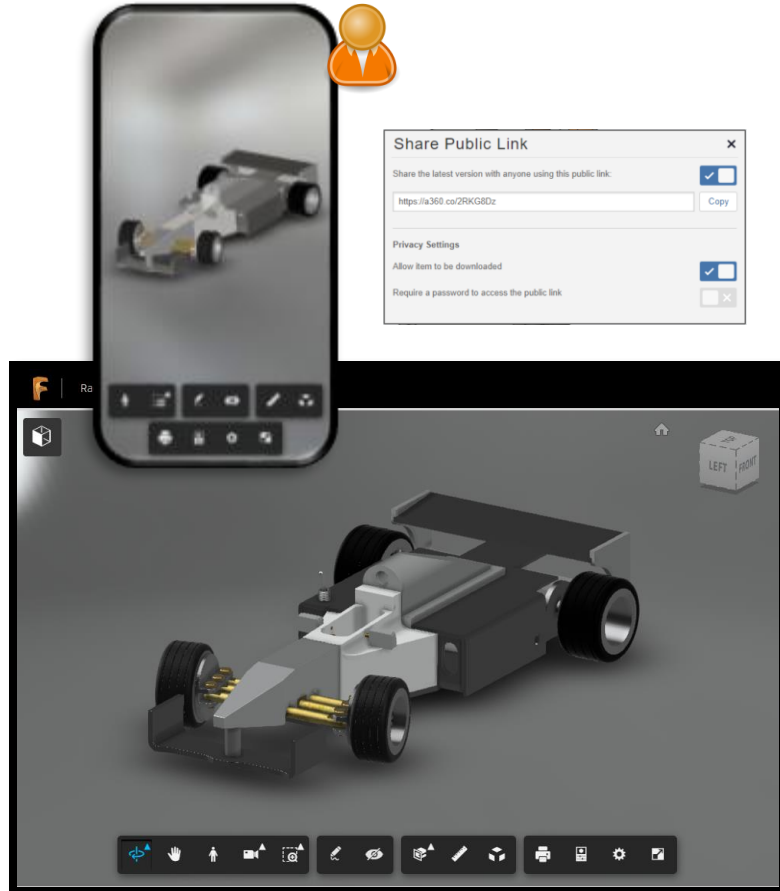 Share Public Link
Share the latest version with anyone using this public link:
https://a360.co/2RKG8Dz
Copy
Privacy Settings
Allow item to be downloaded
Require a password to access the public link
Ra
TOP
LEFT
FRONT